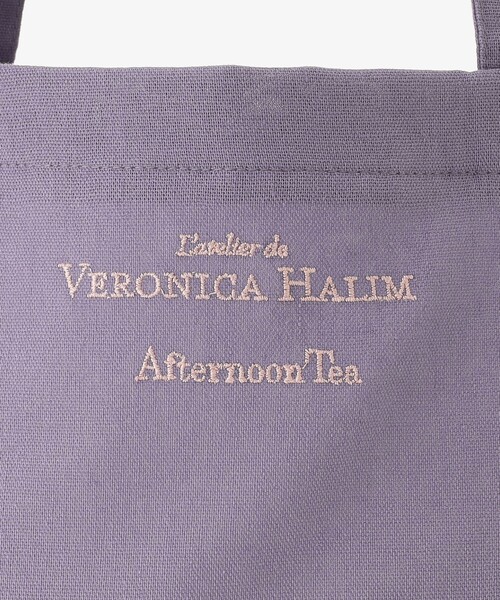 L'atelier de
VERONICA HALIM
Afternoon Tea